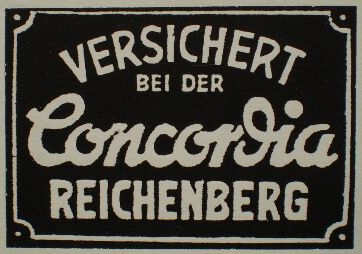 VERSICHERT
BEI DER
Concordia
REICHENBERG